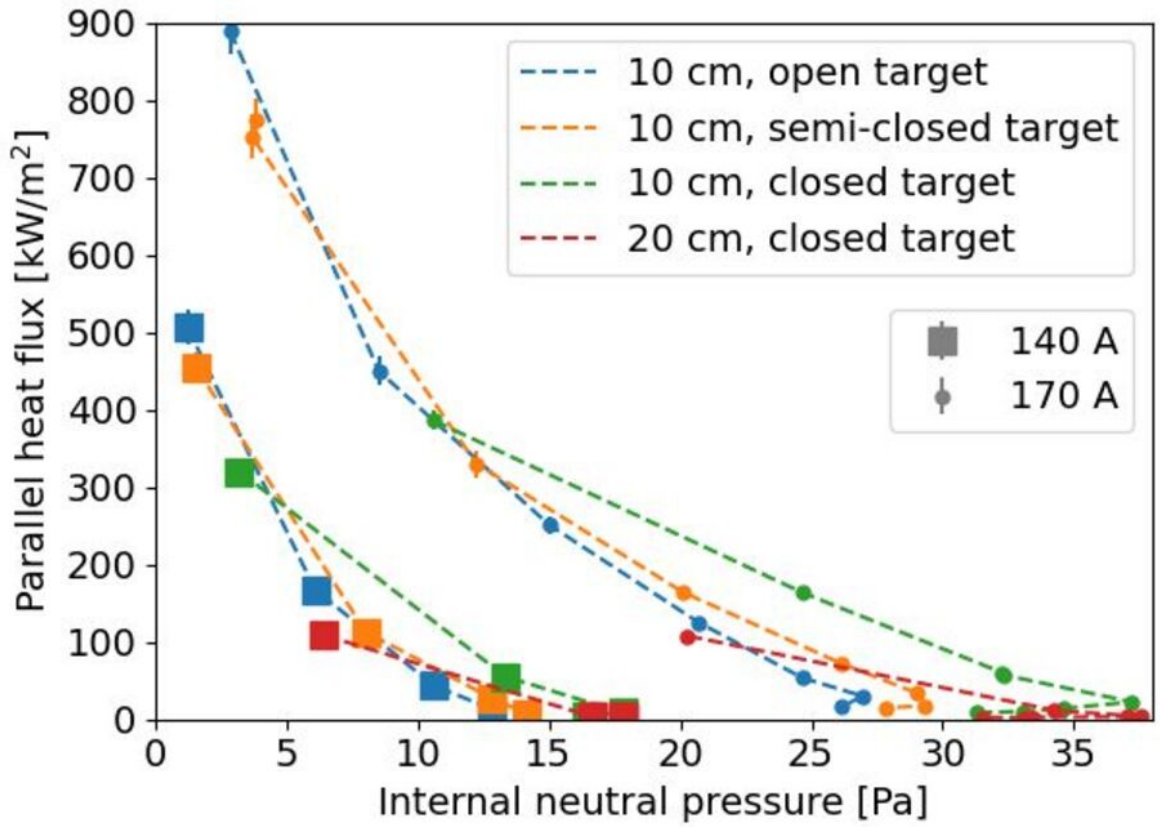 900
800
700
600
500
400
300
200
100
0
Parallel heat flux [kW/m²]
10 cm, open target
10 cm, semi-closed target
10 cm, closed target
20 cm, closed target
140 A
170 A
0 5 10 15 20 25 30 35
Internal neutral pressure [Pa]